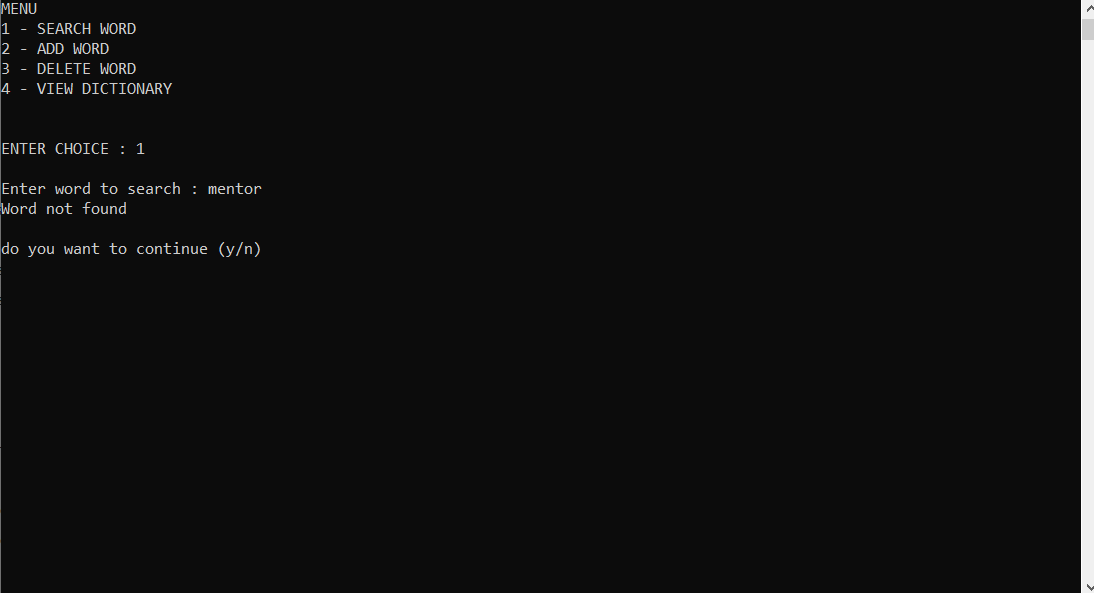 MENU
1 - SEARCH WORD
2 - ADD WORD
3 - DELETE WORD
4 - VIEW DICTIONARY
ENTER CHOICE : 1
Enter word to search : mentor
Word not found
do you want to continue (y/n)